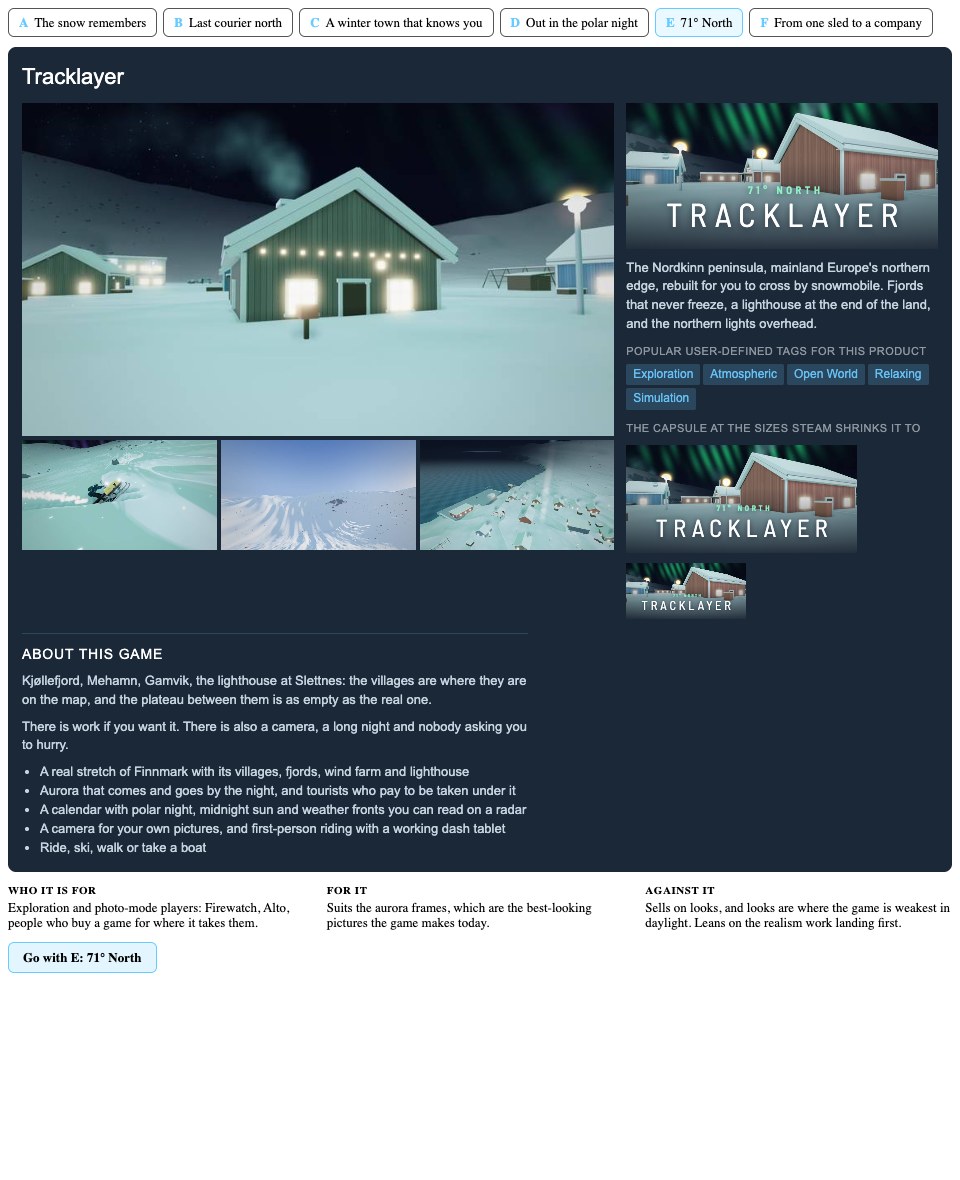 A The snow remembers
B Last courier north
C A winter town that knows you
D Out in the polar night
E 71° North
F From one sled to a company
Tracklayer
71° NORTH
TRACKLAYER
The Nordkinn peninsula, mainland Europe's northern
edge, rebuilt for you to cross by snowmobile. Fjords
that never freeze, a lighthouse at the end of the land,
and the northern lights overhead.
POPULAR USER-DEFINED TAGS FOR THIS PRODUCT
Exploration
Atmospheric
Open World
Relaxing
Simulation
THE CAPSULE AT THE SIZES STEAM SHRINKS IT TO
71° NORTH
TRACKLAYER
TRACKLAYER
ABOUT THIS GAME
Kjøllefjord, Mehamn, Gamvik, the lighthouse at Slettnes: the villages are where they are
on the map, and the plateau between them is as empty as the real one.
There is work if you want it. There is also a camera, a long night and nobody asking you
to hurry.
• A real stretch of Finnmark with its villages, fjords, wind farm and lighthouse
• Aurora that comes and goes by the night, and tourists who pay to be taken under it
• A calendar with polar night, midnight sun and weather fronts you can read on a radar
• A camera for your own pictures, and first-person riding with a working dash tablet
• Ride, ski, walk or take a boat
WHO IT IS FOR
Exploration and photo-mode players: Firewatch, Alto,
people who buy a game for where it takes them.
FOR IT
Suits the aurora frames, which are the best-looking
pictures the game makes today.
AGAINST IT
Sells on looks, and looks are where the game is weakest in
daylight. Leans on the realism work landing first.
Go with E: 71° North